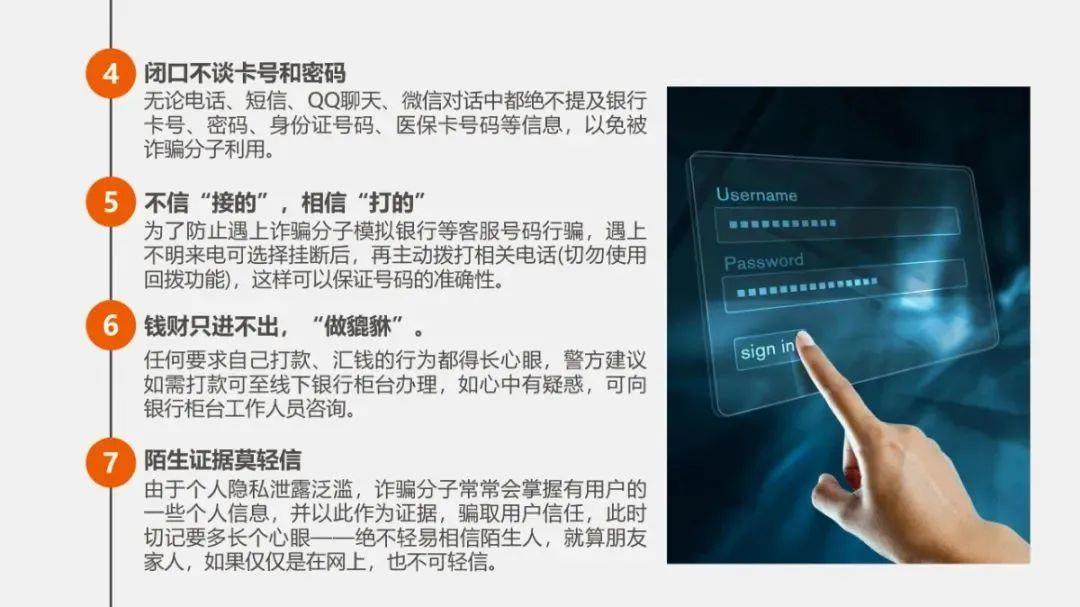 4
闭口不谈卡号和密码
无论电话、短信、QQ聊天、微信对话中都绝不提及银行
卡号、密码、身份证号码、医保卡号码等信息，以免被
诈骗分子利用。
5
不信“接的”，相信“打的”
为了防止遇上诈骗分子模拟银行等客服号码行骗，遇上
不明来电可选择挂断后，再主动拨打相关电话(切勿使用
回拨功能)，这样可以保证号码的准确性。
6
钱财只进不出，“做貔貅”。
任何要求自己打款、汇钱的行为都得长心眼，警方建议
如需打款可至线下银行柜台办理，如心中有疑惑，可向
银行柜台工作人员咨询。
7
陌生证据莫轻信
由于个人隐私泄露泛滥，诈骗分子常常会掌握有用户的
一些个人信息，并以此作为证据，骗取用户信任，此时
切记要多长个心眼——绝不轻易相信陌生人，就算朋友
家人，如果仅仅是在网上，也不可轻信。
Username
Password
sign in